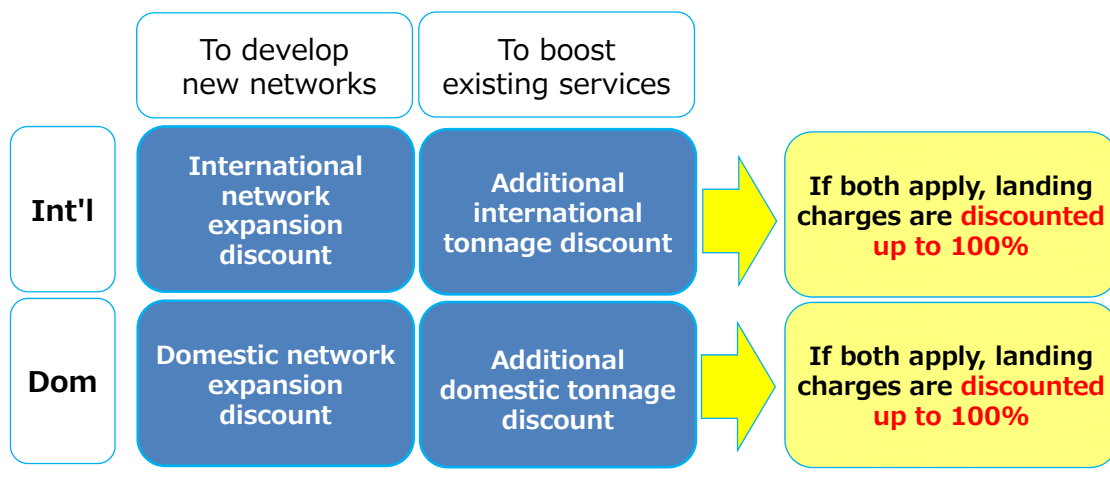 To develop
new networks
To boost
existing services
Int'l
International
network
expansion
discount
Additional
international
tonnage discount
If both apply, landing
charges are discounted
up to 100%
Dom
Domestic network
expansion
discount
Additional
domestic tonnage
discount
If both apply, landing
charges are discounted
up to 100%